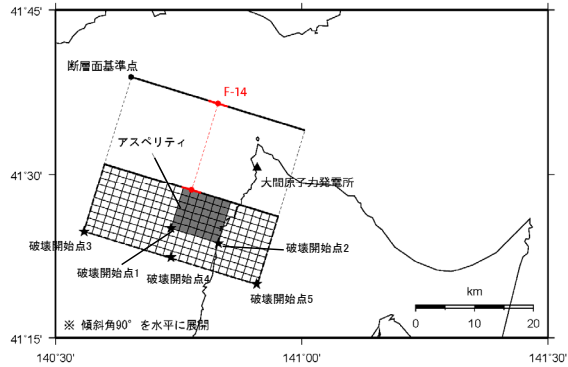 41°45'
断層面基準点
F-14
アスペリティ
41°30'
大間原子力発電所
破壊開始点3
破壊開始点2
破壊開始点1
破壊開始点4
破壊開始点5
km
0 10 20
※ 傾斜角90°を水平に展開
41°15'
140°30' 141°00' 141°30'